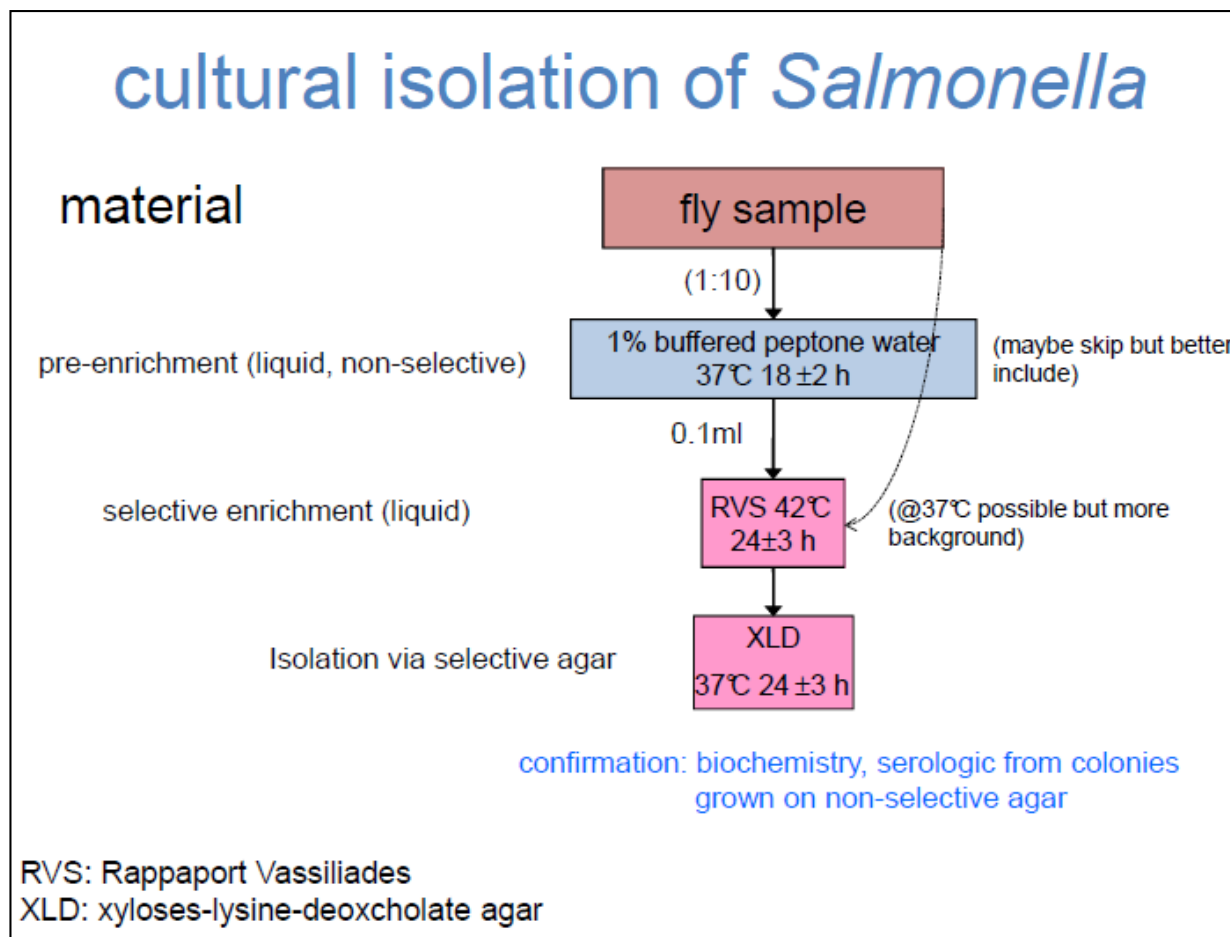 cultural isolation of Salmonella
material
fly sample
(1:10)
pre-enrichment (liquid, non-selective)
1% buffered peptone water
37°C 18 ±2 h
(maybe skip but better
include)
0.1ml
selective enrichment (liquid)
RVS 42°C
24±3 h
(@37°C possible but more
background)
Isolation via selective agar
XLD
37°C 24 ±3 h
confirmation: biochemistry, serologic from colonies
grown on non-selective agar
RVS: Rappaport Vassiliades
XLD: xyloses-lysine-deoxcholate agar